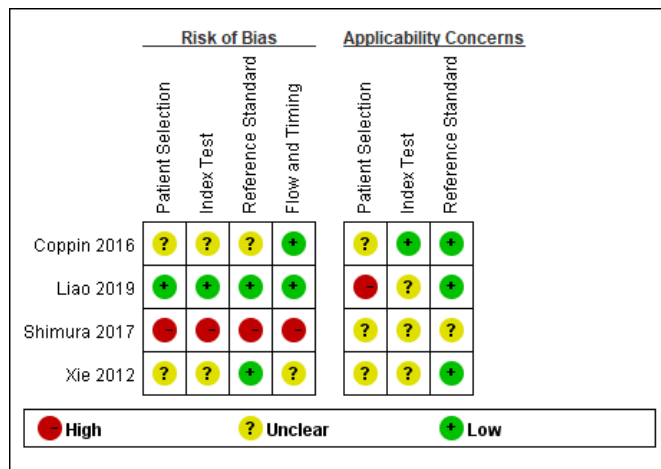 Risk of Bias Applicability Concerns
Patient Selection
Index Test
Reference Standard
Flow and Timing
Patient Selection
Index Test
Reference Standard
Coppin 2016 ? ? ? + ? + +
Liao 2019 + + + + - ? +
Shimura 2017 - - - - ? ? ?
Xie 2012 ? ? + ? ? ? +
- High ? Unclear + Low